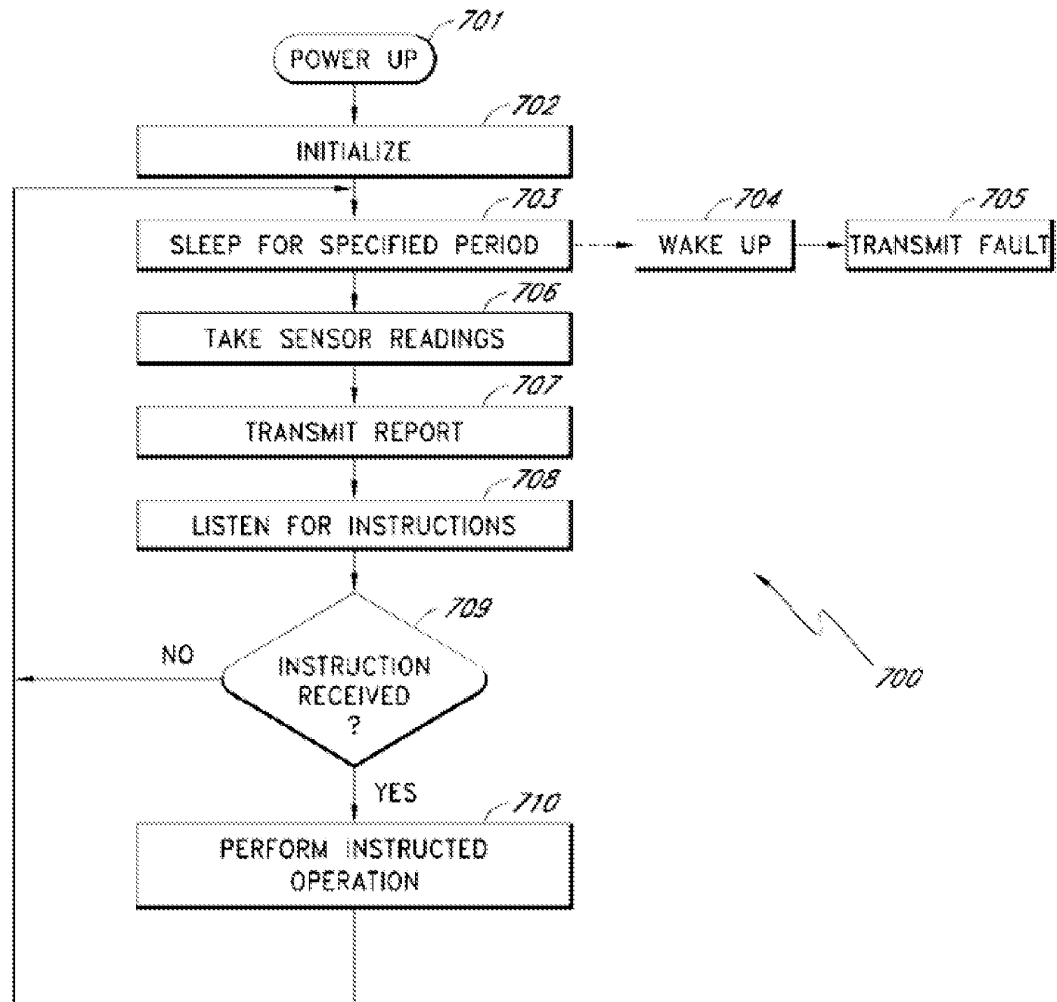 701
POWER UP
702
INITIALIZE
703
SLEEP FOR SPECIFIED PERIOD
704
WAKE UP
705
TRANSMIT FAULT
706
TAKE SENSOR READINGS
707
TRANSMIT REPORT
708
LISTEN FOR INSTRUCTIONS
709
INSTRUCTION
RECEIVED
?
NO
700
YES
710
PERFORM INSTRUCTED
OPERATION